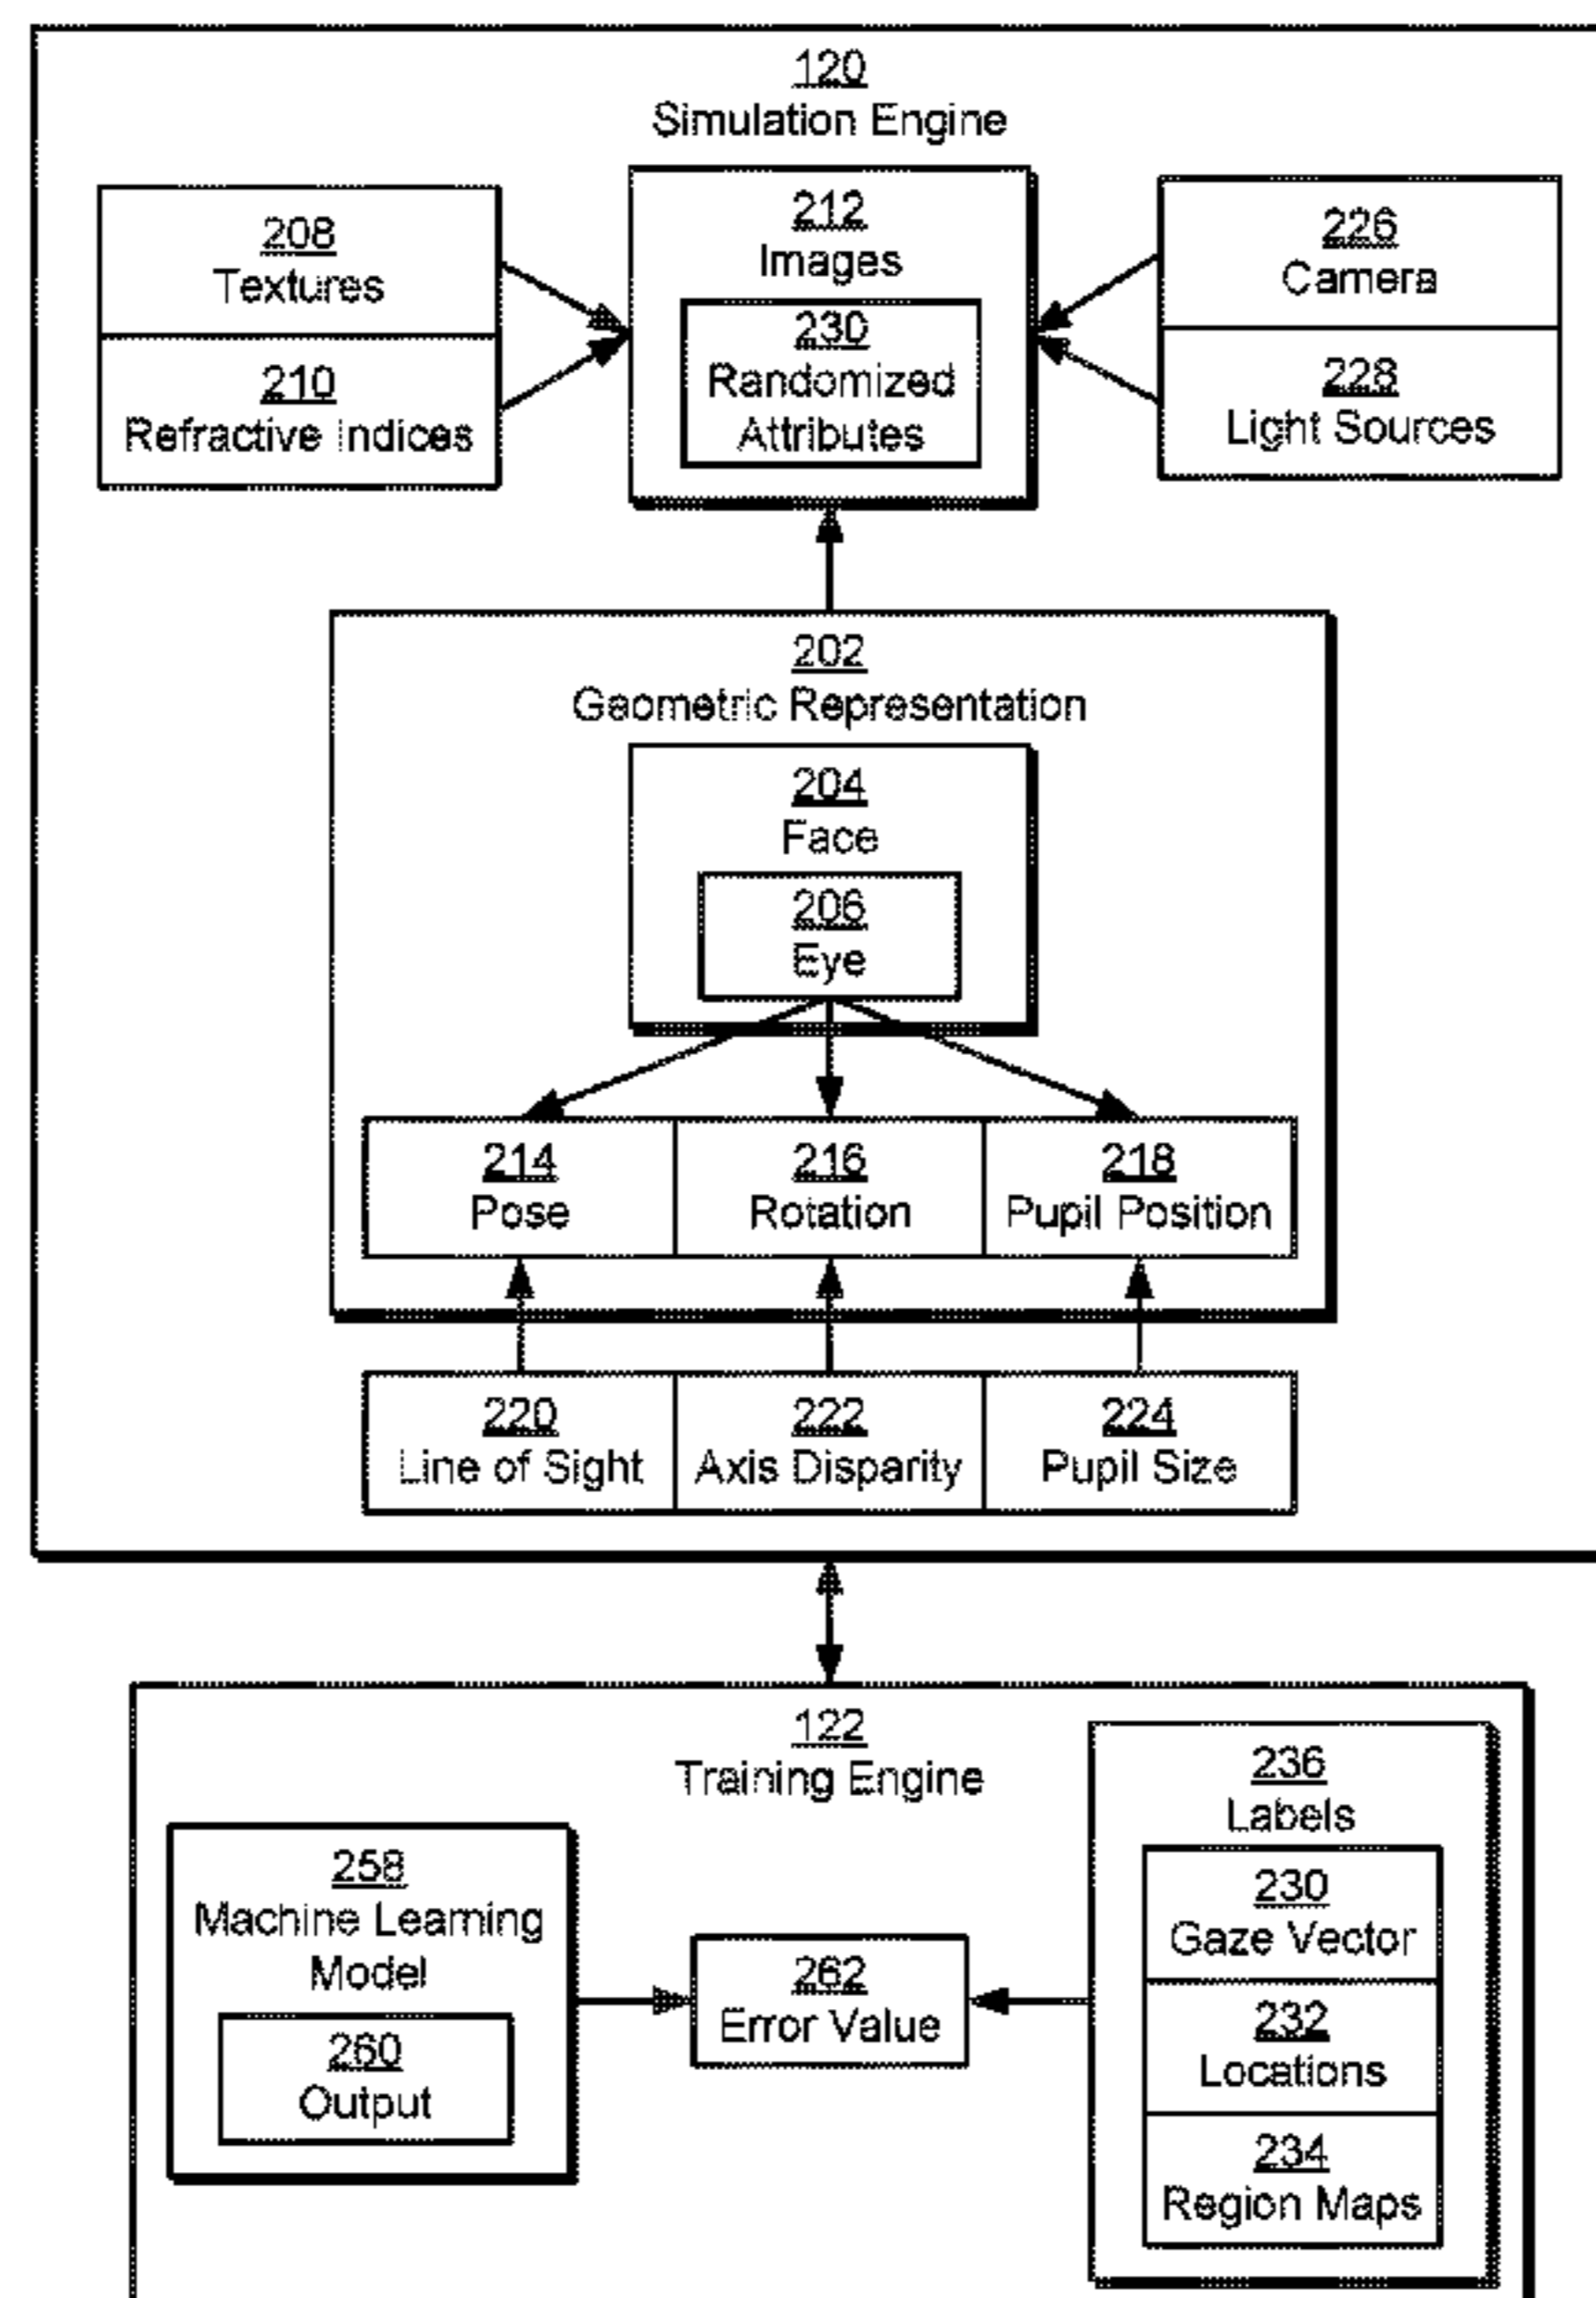 120
Simulation Engine
208
Textures
210
Refractive Indices
212
Images
230
Randomized
Attributes
226
Camera
228
Light Sources
202
Geometric Representation
204
Face
206
Eye
214
Pose
216
Rotation
218
Pupil Position
220
Line of Sight
222
Axis Disparity
224
Pupil Size
122
Training Engine
258
Machine Learning
Model
260
Output
262
Error Value
236
Labels
230
Gaze Vector
232
Locations
234
Region Maps